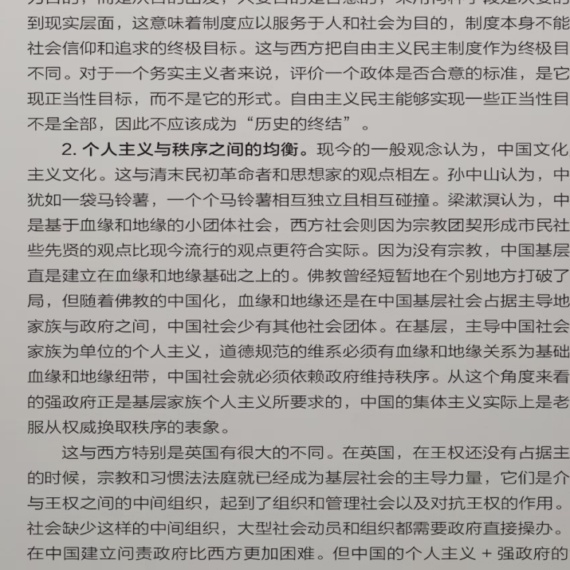 到现实层面，这意味着制度应以服务于人和社会为目的，制度本身不能
社会信仰和追求的终极目标。这与西方把自由主义民主制度作为终极目
不同。对于一个务实主义者来说，评价一个政体是否合意的标准，是它
现正当性目标，而不是它的形式。自由主义民主能够实现一些正当性目
不是全部，因此不应该成为“历史的终结”。
2. 个人主义与秩序之间的均衡。现今的一般观念认为，中国文化
主义文化。这与清末民初革命者和思想家的观点相左。孙中山认为，中
犹如一袋马铃薯，一个个马铃薯相互独立且相互碰撞。梁漱溟认为，中
是基于血缘和地缘的小团体社会，西方社会则因为宗教团契形成市民社
些先贤的观点比现今流行的观点更符合实际。因为没有宗教，中国基层
直是建立在血缘和地缘基础之上的。佛教曾经短暂地在个别地方打破了
局，但随着佛教的中国化，血缘和地缘还是在中国基层社会占据主导地
家族与政府之间，中国社会少有其他社会团体。在基层，主导中国社会
家族为单位的个人主义，道德规范的维系必须有血缘和地缘关系为基础
血缘和地缘纽带，中国社会就必须依赖政府维持秩序。从这个角度来看
的强政府正是基层家族个人主义所要求的，中国的集体主义实际上是老
服从权威换取秩序的表象。
这与西方特别是英国有很大的不同。在英国，在王权还没有占据主
的时候，宗教和习惯法法庭就已经成为基层社会的主导力量，它们是介
与王权之间的中间组织，起到了组织和管理社会以及对抗王权的作用。
社会缺少这样的中间组织，大型社会动员和组织都需要政府直接操办。
在中国建立问责政府比西方更加困难。但中国的个人主义 + 强政府的